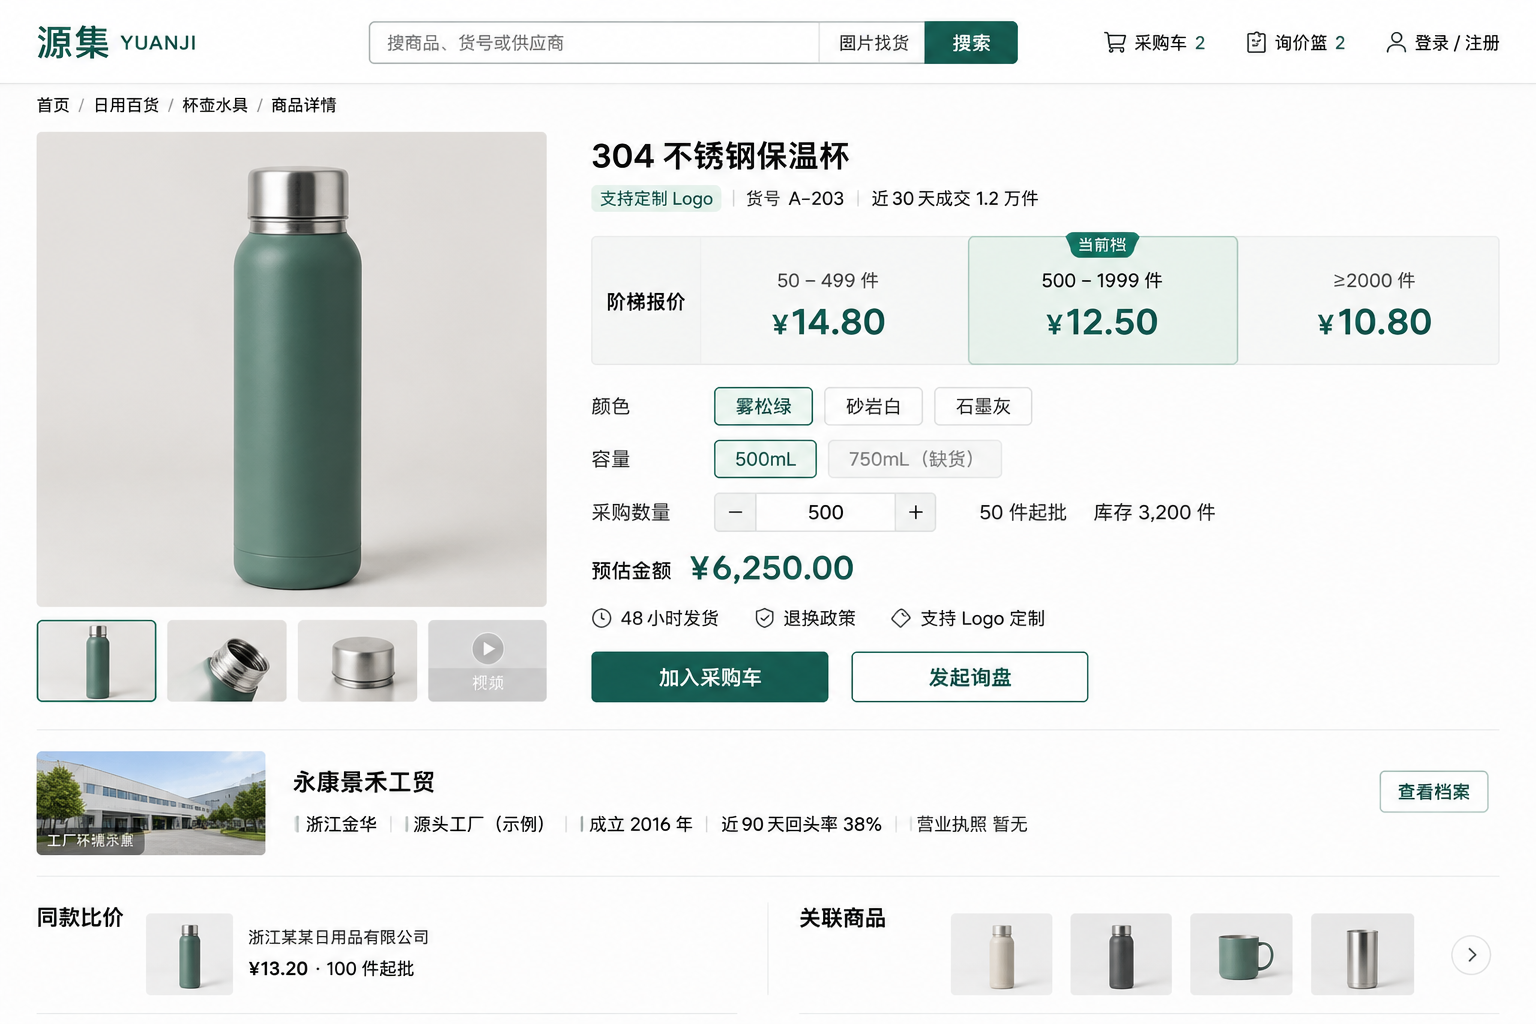 源集 YUANJI
搜商品、货号或供应商
图片找货
搜索
采购车 2
询价篮 2
登录 / 注册
首页 / 日用百货 / 杯壶水具 / 商品详情
304 不锈钢保温杯
支持定制 Logo
货号 A-203
近30天成交 1.2 万件
阶梯报价
50 – 499 件
¥14.80
当前档
500 – 1999 件
¥12.50
≥2000 件
¥10.80
颜色
雾松绿
砂岩白
石墨灰
容量
500mL
750mL（缺货）
采购数量
− 500 +
50 件起批
库存 3,200 件
预估金额 ¥6,250.00
48小时发货
退换政策
支持 Logo 定制
视频
加入采购车
发起询盘
永康景禾工贸
浙江金华
源头工厂（示例）
成立 2016 年
近90天回头率 38%
营业执照 暂无
查看档案
同款比价
浙江某某日用品有限公司
¥13.20 · 100 件起批
关联商品